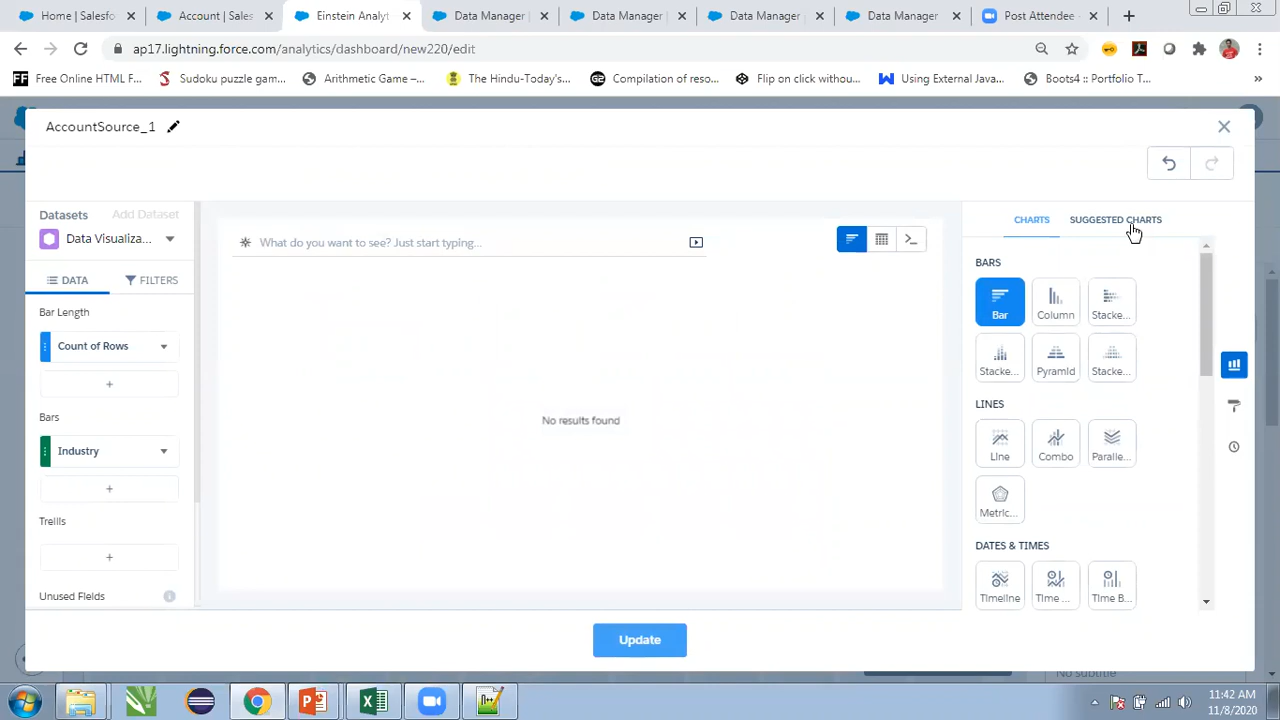 Home | Salesfo
Account | Sales
Einstein Analyt
Data Manager
Data Manager
Data Manager
Data Manager
Post Attendee -
ap17.lightning.force.com/analytics/dashboard/new220/edit
Free Online HTML F...
Sudoku puzzle gam...
Arithmetic Game –...
The Hindu-Today's...
Compilation of reso...
Flip on click withou...
Using External Java...
Boots4 :: Portfolio T...
AccountSource_1
Datasets
Add Dataset
Data Visualiza...
DATA
FILTERS
Bar Length
Count of Rows
Bars
Industry
Trellis
Unused Fields
What do you want to see? Just start typing...
No results found
CHARTS
SUGGESTED CHARTS
BARS
Bar
Column
Stacke...
Stacke...
Pyramid
Stacke...
LINES
Line
Combo
Paralle...
Metric...
DATES & TIMES
Timeline
Time ...
Time B...
Update
No subtitle
11:42 AM
11/8/2020